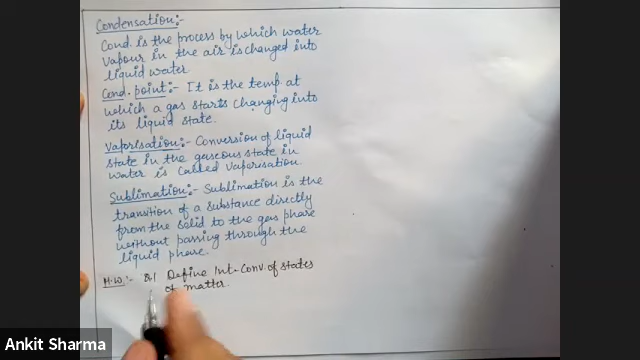 Condensation:-
Cond. is the process by which water
vapour in the air is changed into
liquid water
Cond. point:- It is the temp. at
which a gas starts changing into
its liquid state.
Vaporisation:- Conversion of liquid
state in the gaseous state in
water is called vaporisation.
Sublimation:- Sublimation is the
transition of a substance directly
from the solid to the gas phase
without passing through the
liquid phase.
H.W:- Q.1 Define Int. Conv. of states
of matter.
Ankit Sharma